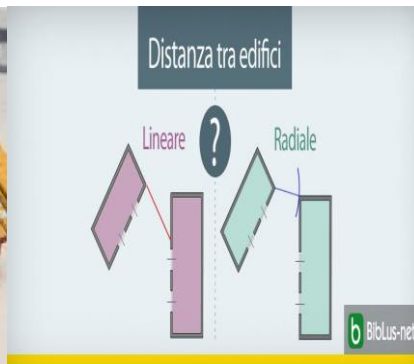 Distanza tra edifici
?
Lineare
Radiale
b BibLus-net